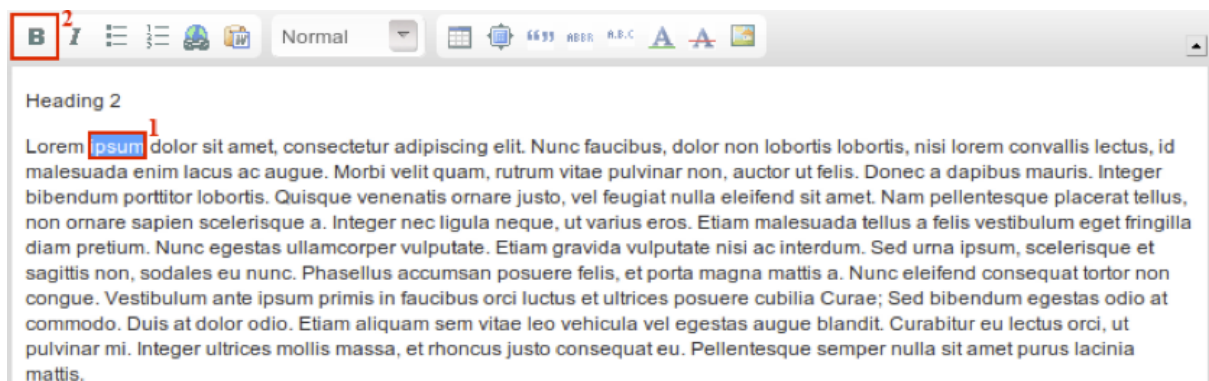 B 2 I Normal 6699 ABBR A.B.C A A
Heading 2
1
Lorem ipsum dolor sit amet, consectetur adipiscing elit. Nunc faucibus, dolor non lobortis lobortis, nisi lorem convallis lectus, id
malesuada enim lacus ac augue. Morbi velit quam, rutrum vitae pulvinar non, auctor ut felis. Donec a dapibus mauris. Integer
bibendum porttitor lobortis. Quisque venenatis ornare justo, vel feugiat nulla eleifend sit amet. Nam pellentesque placerat tellus,
non ornare sapien scelerisque a. Integer nec ligula neque, ut varius eros. Etiam malesuada tellus a felis vestibulum eget fringilla
diam pretium. Nunc egestas ullamcorper vulputate. Etiam gravida vulputate nisi ac interdum. Sed urna ipsum, scelerisque et
sagittis non, sodales eu nunc. Phasellus accumsan posuere felis, et porta magna mattis a. Nunc eleifend consequat tortor non
congue. Vestibulum ante ipsum primis in faucibus orci luctus et ultrices posuere cubilia Curae; Sed bibendum egestas odio at
commodo. Duis at dolor odio. Etiam aliquam sem vitae leo vehicula vel egestas augue blandit. Curabitur eu lectus orci, ut
pulvinar mi. Integer ultrices mollis massa, et rhoncus justo consequat eu. Pellentesque semper nulla sit amet purus lacinia
mattis.